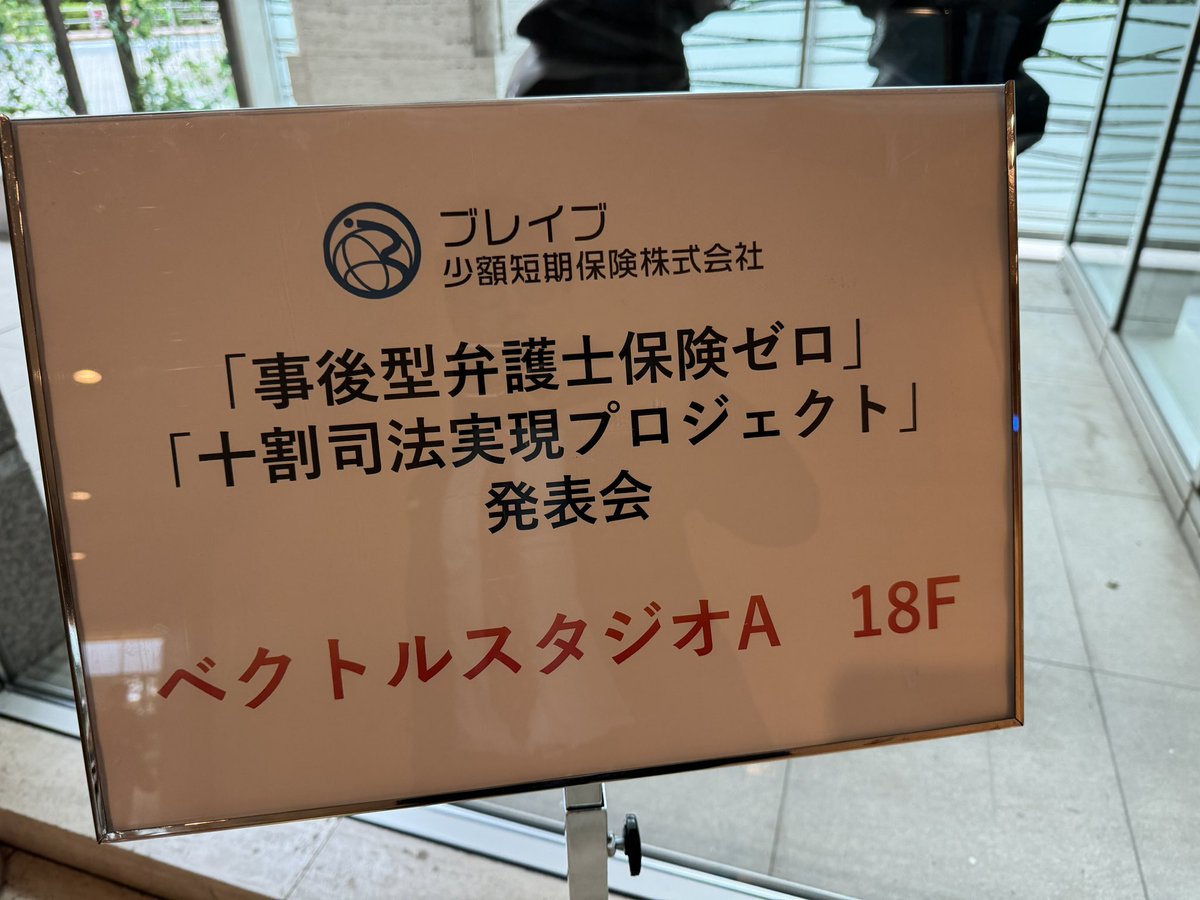 ブレイブ
少額短期保険株式会社
「事後型弁護士保険ゼロ」
「十割司法実現プロジェクト」
発表会
ベクトルスタジオA 18F